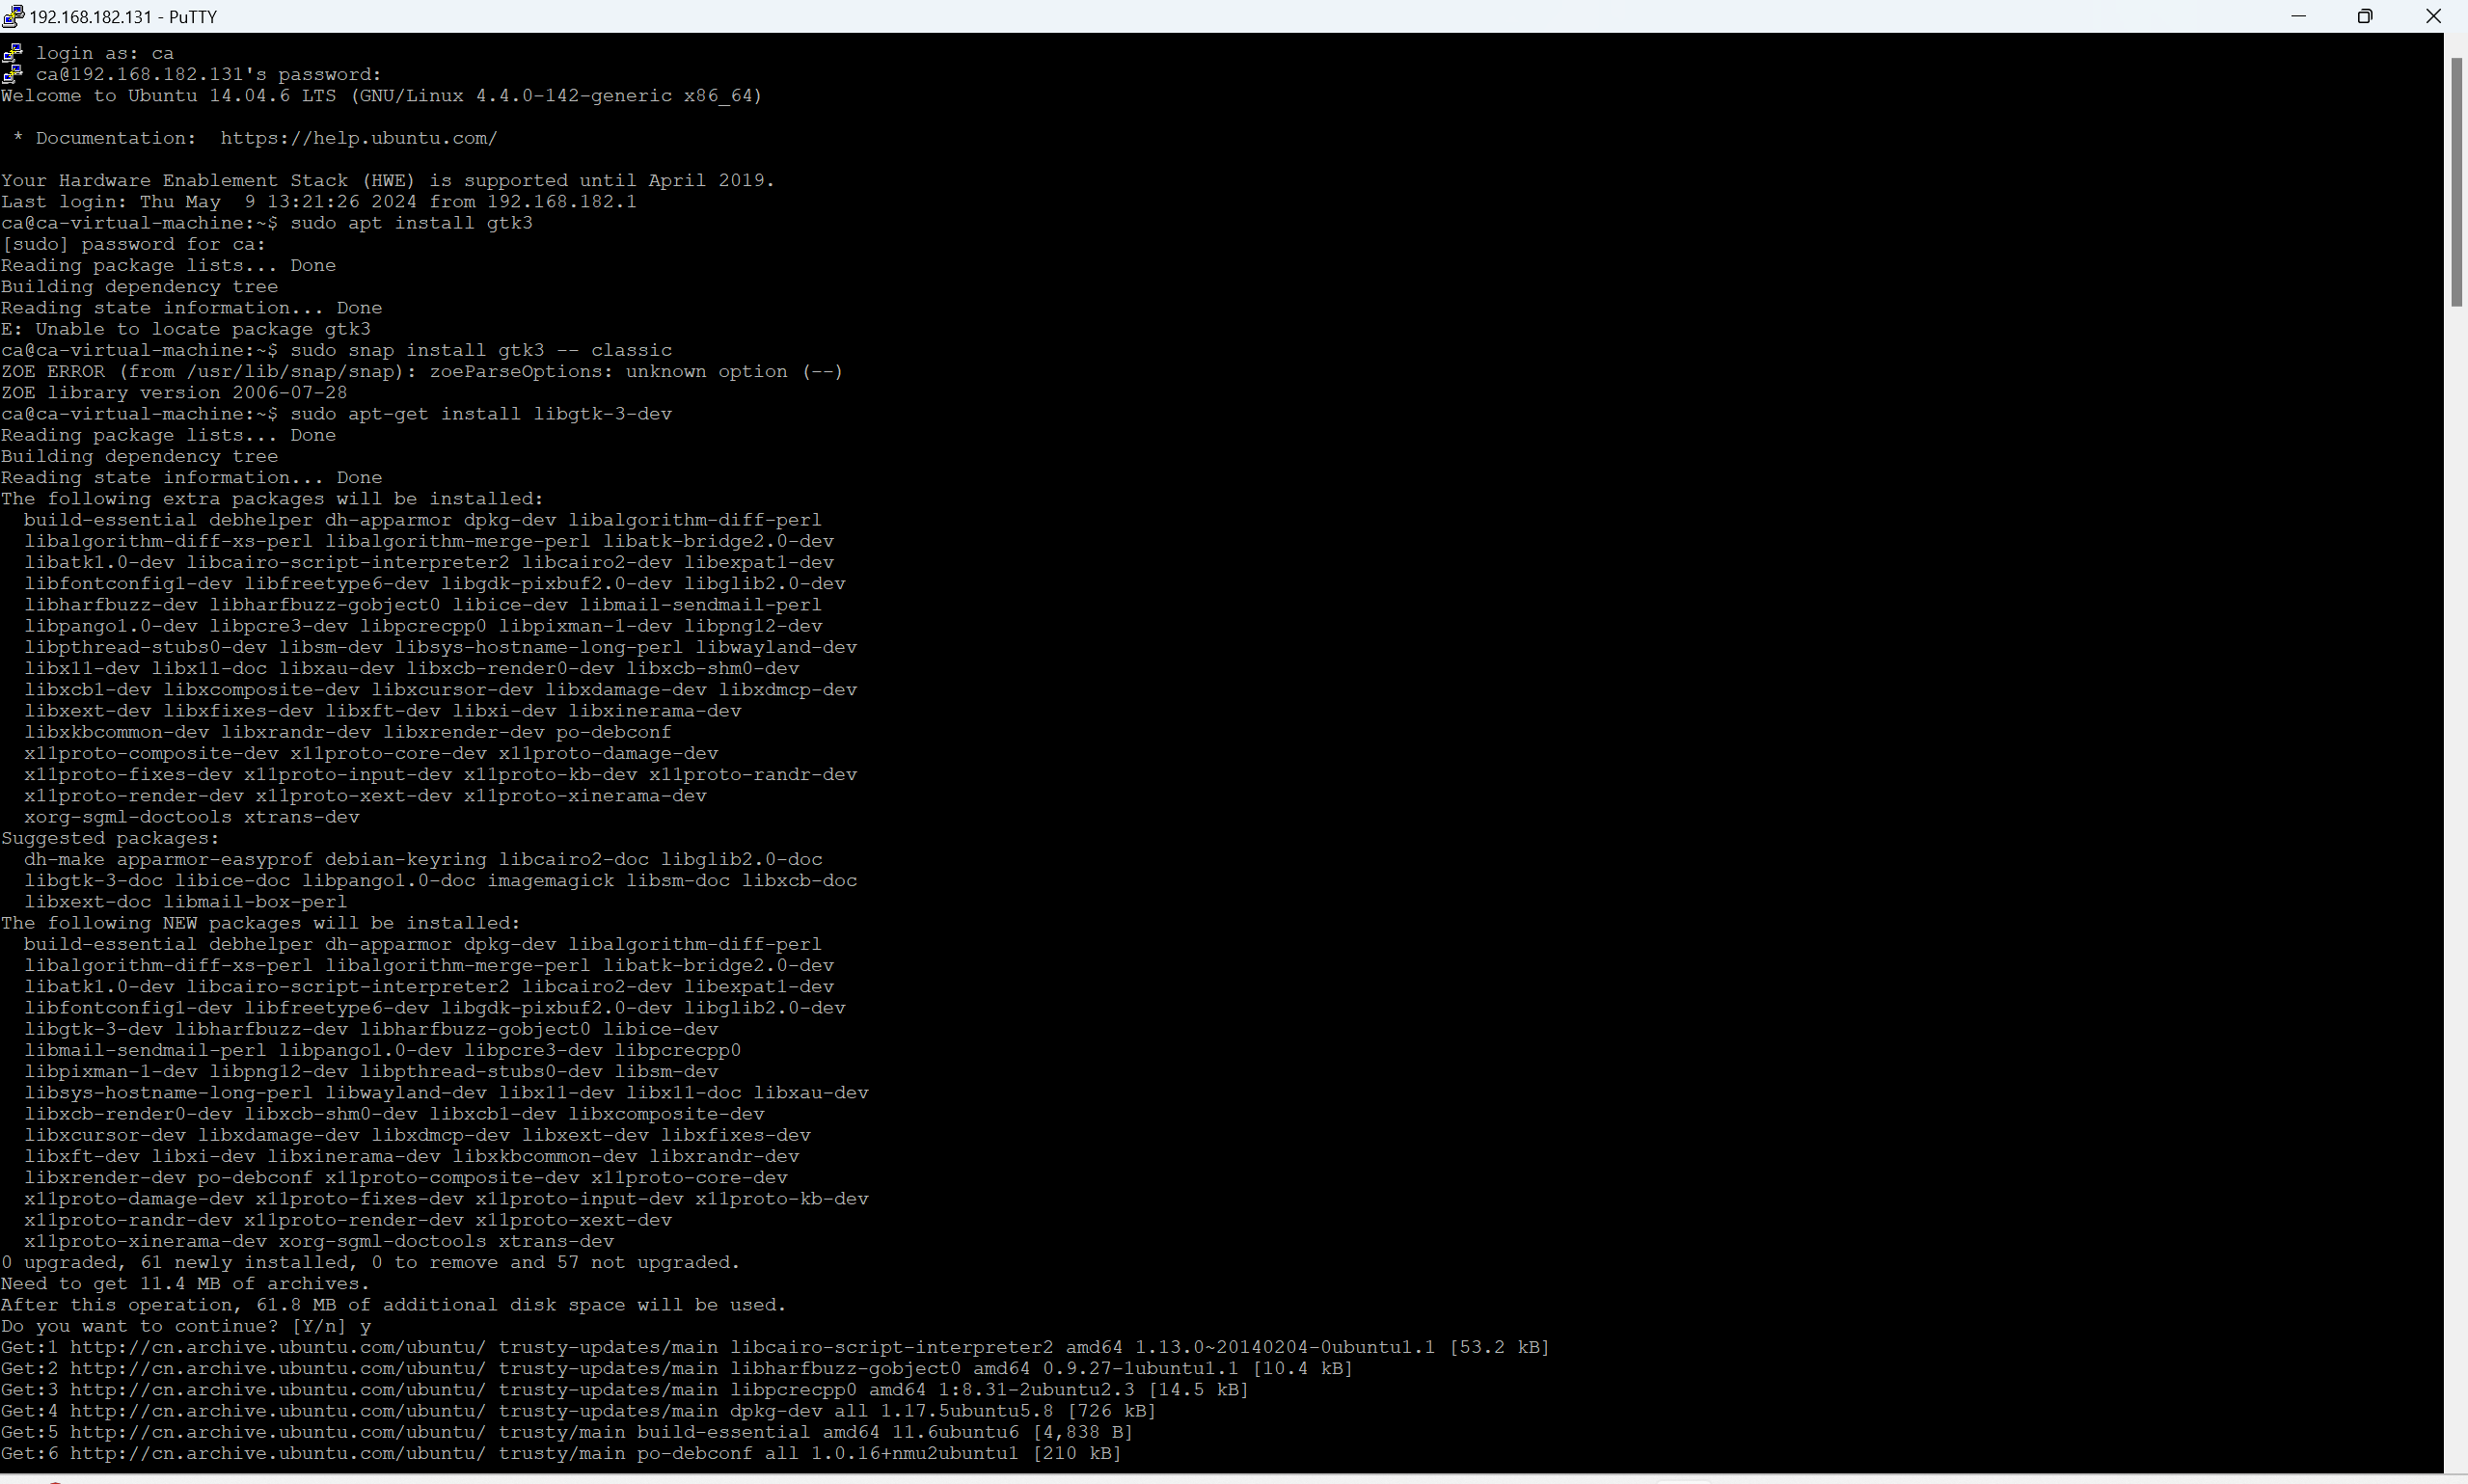 192.168.182.131 - PuTTY
login as: ca
ca@192.168.182.131's password:
Welcome to Ubuntu 14.04.6 LTS (GNU/Linux 4.4.0-142-generic x86_64)
* Documentation:  https://help.ubuntu.com/
Your Hardware Enablement Stack (HWE) is supported until April 2019.
Last login: Thu May  9 13:21:26 2024 from 192.168.182.1
ca@ca-virtual-machine:~$ sudo apt install gtk3
[sudo] password for ca:
Reading package lists... Done
Building dependency tree
Reading state information... Done
E: Unable to locate package gtk3
ca@ca-virtual-machine:~$ sudo snap install gtk3 -- classic
ZOE ERROR (from /usr/lib/snap/snap): zoeParseOptions: unknown option (--)
ZOE library version 2006-07-28
ca@ca-virtual-machine:~$ sudo apt-get install libgtk-3-dev
Reading package lists... Done
Building dependency tree
Reading state information... Done
The following extra packages will be installed:
build-essential debhelper dh-apparmor dpkg-dev libalgorithm-diff-perl
libalgorithm-diff-xs-perl libalgorithm-merge-perl libatk-bridge2.0-dev
libatk1.0-dev libcairo-script-interpreter2 libcairo2-dev libexpat1-dev
libfontconfig1-dev libfreetype6-dev libgdk-pixbuf2.0-dev libglib2.0-dev
libharfbuzz-dev libharfbuzz-gobject0 libice-dev libmail-sendmail-perl
libpango1.0-dev libpcre3-dev libpcrecpp0 libpixman-1-dev libpng12-dev
libpthread-stubs0-dev libsm-dev libsys-hostname-long-perl libwayland-dev
libx11-dev libx11-doc libxau-dev libxcb-render0-dev libxcb-shm0-dev
libxcb1-dev libxcomposite-dev libxcursor-dev libxdamage-dev libxdmcp-dev
libxext-dev libxfixes-dev libxft-dev libxi-dev libxinerama-dev
libxkbcommon-dev libxrandr-dev libxrender-dev po-debconf
x11proto-composite-dev x11proto-core-dev x11proto-damage-dev
x11proto-fixes-dev x11proto-input-dev x11proto-kb-dev x11proto-randr-dev
x11proto-render-dev x11proto-xext-dev x11proto-xinerama-dev
xorg-sgml-doctools xtrans-dev
Suggested packages:
dh-make apparmor-easyprof debian-keyring libcairo2-doc libglib2.0-doc
libgtk-3-doc libice-doc libpango1.0-doc imagemagick libsm-doc libxcb-doc
libxext-doc libmail-box-perl
The following NEW packages will be installed:
build-essential debhelper dh-apparmor dpkg-dev libalgorithm-diff-perl
libalgorithm-diff-xs-perl libalgorithm-merge-perl libatk-bridge2.0-dev
libatk1.0-dev libcairo-script-interpreter2 libcairo2-dev libexpat1-dev
libfontconfig1-dev libfreetype6-dev libgdk-pixbuf2.0-dev libglib2.0-dev
libgtk-3-dev libharfbuzz-dev libharfbuzz-gobject0 libice-dev
libmail-sendmail-perl libpango1.0-dev libpcre3-dev libpcrecpp0
libpixman-1-dev libpng12-dev libpthread-stubs0-dev libsm-dev
libsys-hostname-long-perl libwayland-dev libx11-dev libx11-doc libxau-dev
libxcb-render0-dev libxcb-shm0-dev libxcb1-dev libxcomposite-dev
libxcursor-dev libxdamage-dev libxdmcp-dev libxext-dev libxfixes-dev
libxft-dev libxi-dev libxinerama-dev libxkbcommon-dev libxrandr-dev
libxrender-dev po-debconf x11proto-composite-dev x11proto-core-dev
x11proto-damage-dev x11proto-fixes-dev x11proto-input-dev x11proto-kb-dev
x11proto-randr-dev x11proto-render-dev x11proto-xext-dev
x11proto-xinerama-dev xorg-sgml-doctools xtrans-dev
0 upgraded, 61 newly installed, 0 to remove and 57 not upgraded.
Need to get 11.4 MB of archives.
After this operation, 61.8 MB of additional disk space will be used.
Do you want to continue? [Y/n] y
Get:1 http://cn.archive.ubuntu.com/ubuntu/ trusty-updates/main libcairo-script-interpreter2 amd64 1.13.0~20140204-0ubuntu1.1 [53.2 kB]
Get:2 http://cn.archive.ubuntu.com/ubuntu/ trusty-updates/main libharfbuzz-gobject0 amd64 0.9.27-1ubuntu1.1 [10.4 kB]
Get:3 http://cn.archive.ubuntu.com/ubuntu/ trusty-updates/main libpcrecpp0 amd64 1:8.31-2ubuntu2.3 [14.5 kB]
Get:4 http://cn.archive.ubuntu.com/ubuntu/ trusty-updates/main dpkg-dev all 1.17.5ubuntu5.8 [726 kB]
Get:5 http://cn.archive.ubuntu.com/ubuntu/ trusty/main build-essential amd64 11.6ubuntu6 [4,838 B]
Get:6 http://cn.archive.ubuntu.com/ubuntu/ trusty/main po-debconf all 1.0.16+nmu2ubuntu1 [210 kB]